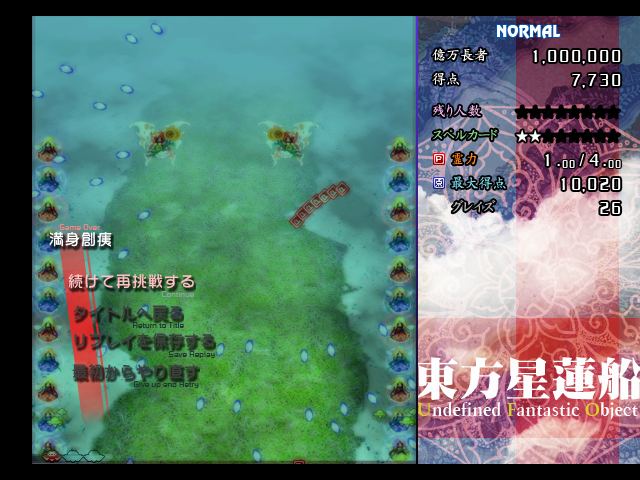 NORMAL
億万長者 1,000,000
得点 7,730
残り人数
スペルカード
P 霊力 1.00/4.00
点 最大得点 10,020
グレイズ 26
Game Over
満身創痍
続けて再挑戦する
Continue
タイトルへ戻る
Return to Title
リプレイを保存する
Save Replay
最初からやり直す
Give up and Retry
東方星蓮船
Undefined Fantastic Object